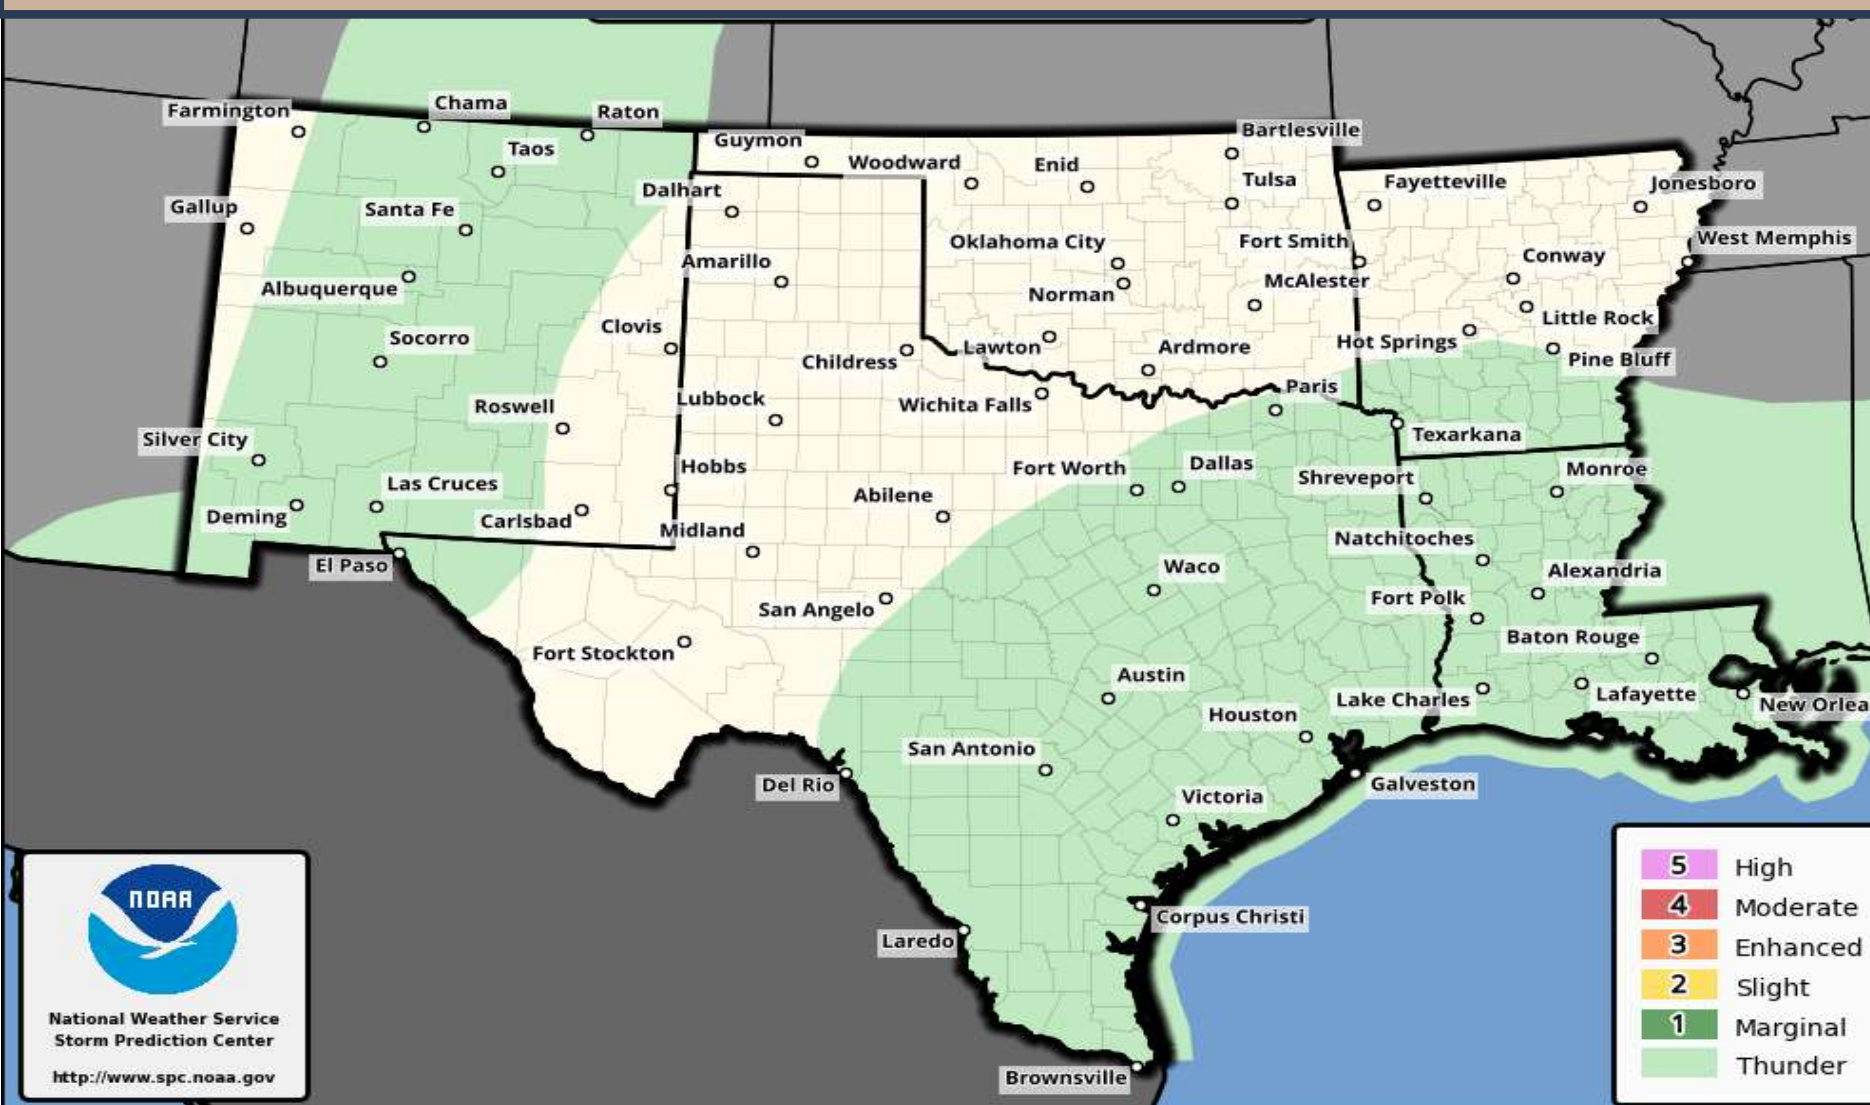 Farmington
Chama
Raton
Taos
Guymon
Woodward
Enid
Bartlesville
Tulsa
Fayetteville
Jonesboro
Gallup
Santa Fe
Dalhart
Oklahoma City
Fort Smith
Conway
West Memphis
Albuquerque
Amarillo
Norman
McAlester
Little Rock
Socorro
Clovis
Childress
Lawton
Ardmore
Hot Springs
Pine Bluff
Roswell
Lubbock
Wichita Falls
Paris
Silver City
Texarkana
Las Cruces
Hobbs
Fort Worth
Dallas
Shreveport
Monroe
Deming
Carlsbad
Abilene
Midland
Natchitoches
El Paso
Waco
Alexandria
San Angelo
Fort Polk
Fort Stockton
Baton Rouge
Austin
Lake Charles
Lafayette
New Orlea
Houston
San Antonio
Del Rio
Galveston
Victoria
Corpus Christi
Laredo
Brownsville
NOAA
National Weather Service
Storm Prediction Center
http://www.spc.noaa.gov
5 High
4 Moderate
3 Enhanced
2 Slight
1 Marginal
Thunder